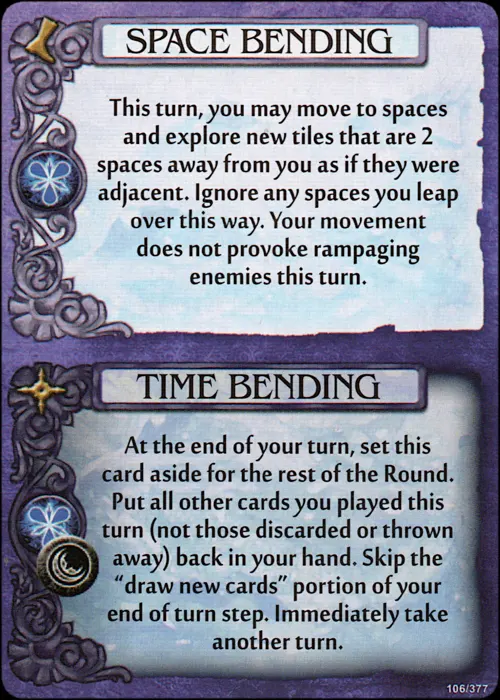 SPACE BENDING
This turn, you may move to spaces
and explore new tiles that are 2
spaces away from you as if they were
adjacent. Ignore any spaces you leap
over this way. Your movement
does not provoke rampaging
enemies this turn.
TIME BENDING
At the end of your turn, set this
card aside for the rest of the Round.
Put all other cards you played this
turn (not those discarded or thrown
away) back in your hand. Skip the
“draw new cards” portion of your
end of turn step. Immediately take
another turn.
106/377